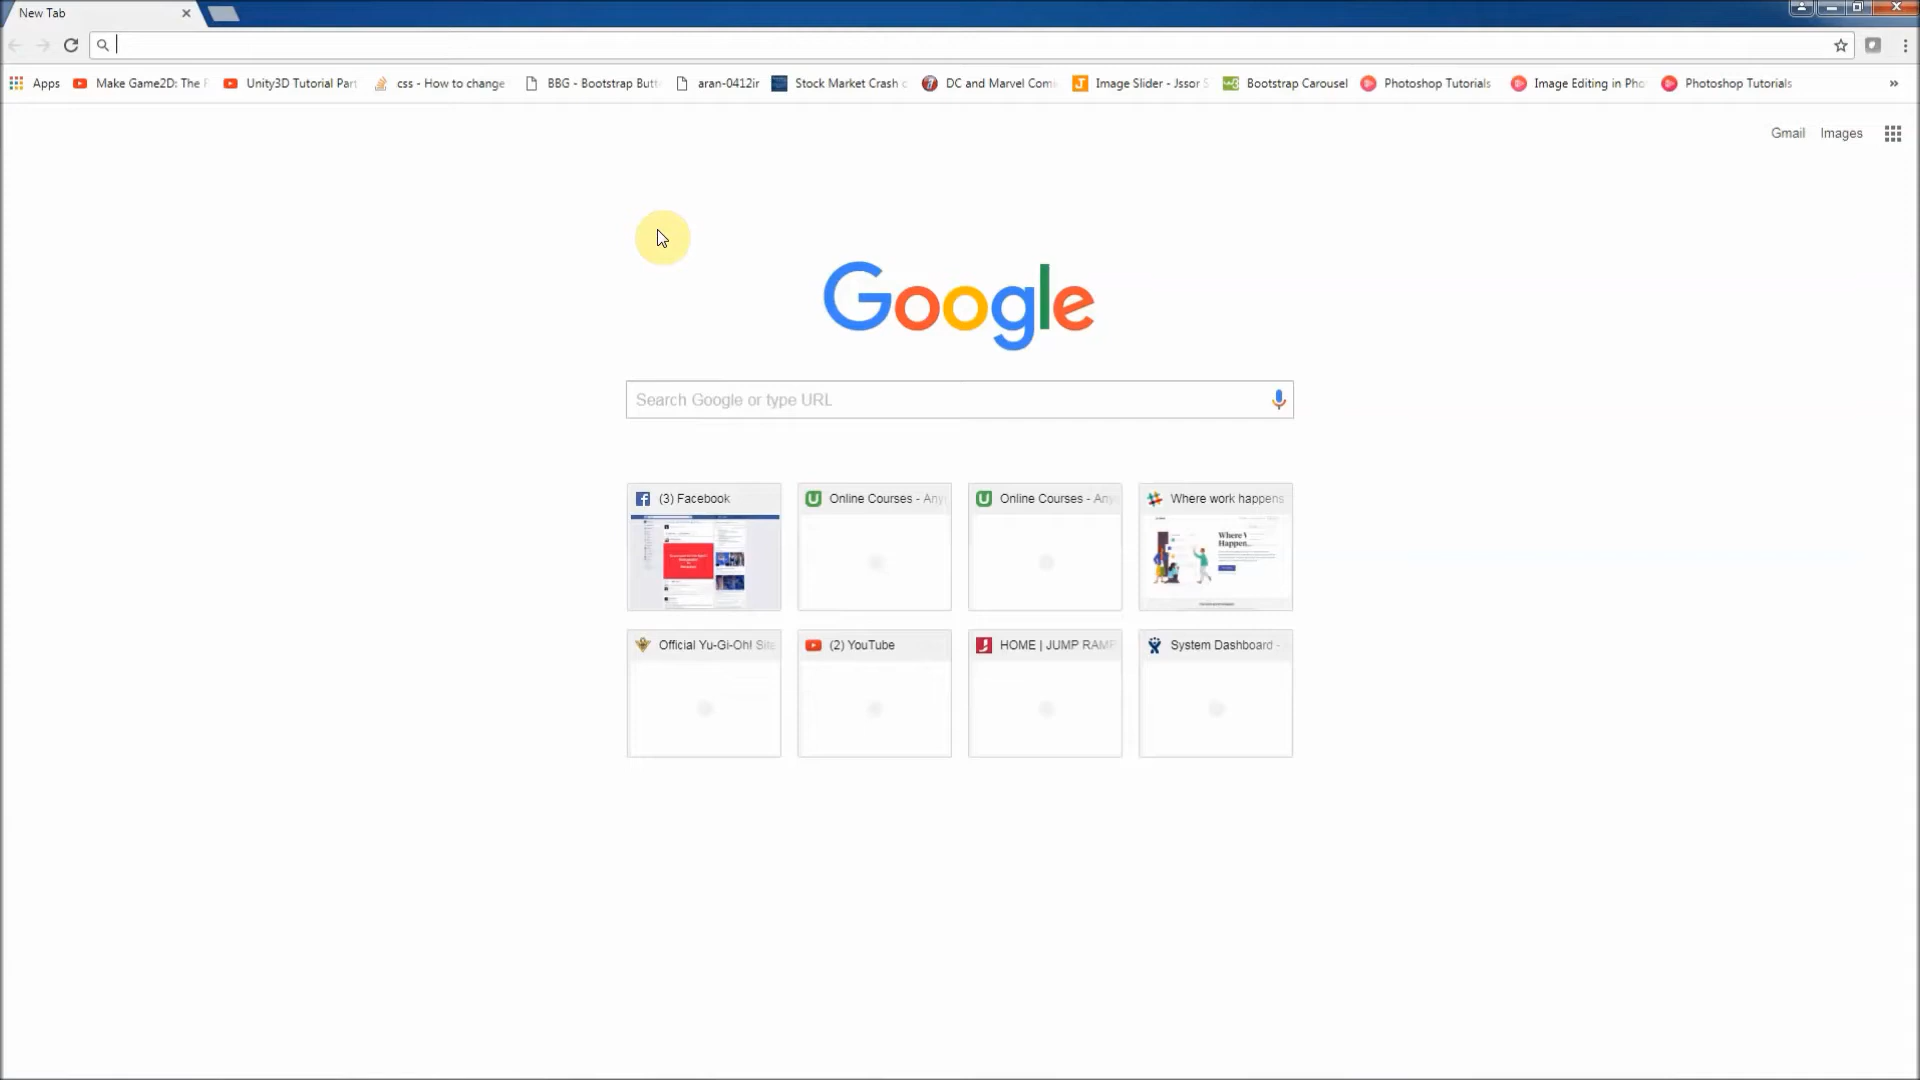 New Tab
Apps Make Game2D: The Unity3D Tutorial Part css - How to change BBG - Bootstrap Butt aran-0412ir Stock Market Crash DC and Marvel Com Image Slider - Jssor Bootstrap Carousel Photoshop Tutorials Image Editing in Pho Photoshop Tutorials »
Gmail Images
Google
Search Google or type URL
(3) Facebook Online Courses - Any Online Courses - Any Where work happens
Where
Happen...
Official Yu-Gi-Oh! Site (2) YouTube HOME | JUMP RAMP System Dashboard -